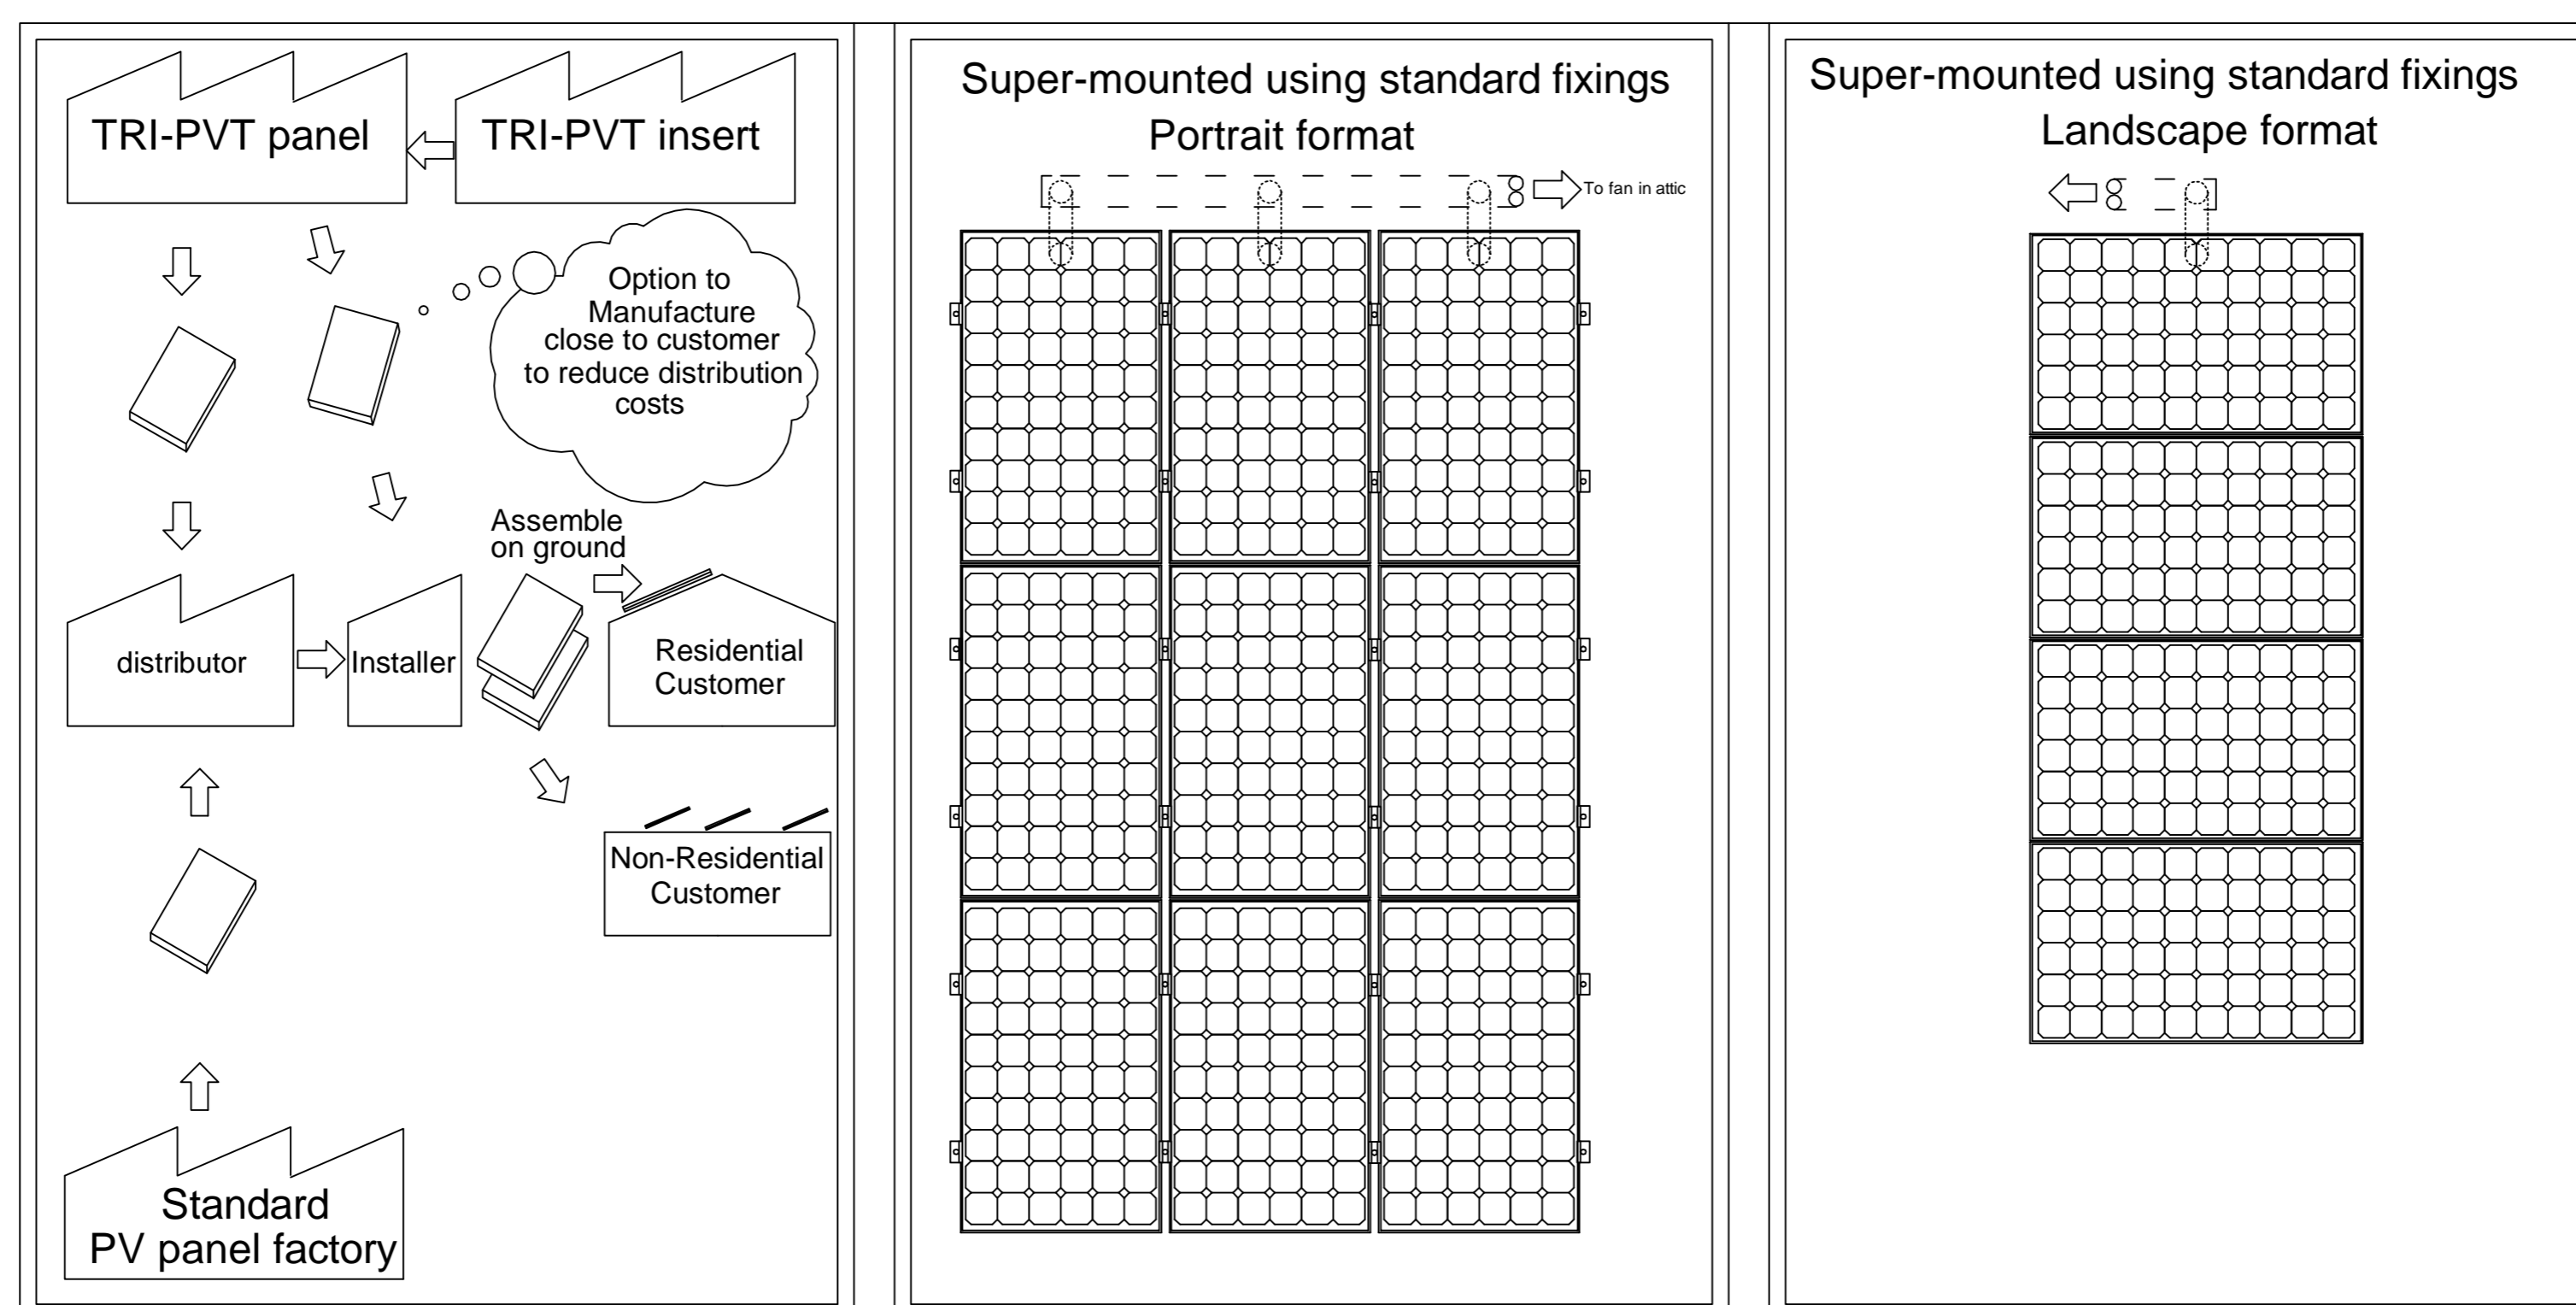 TRI-PVT panel
TRI-PVT insert
Option to
Manufacture
close to customer
to reduce distribution
costs
Assemble
on ground
distributor
Installer
Residential
Customer
Non-Residential
Customer
Standard
PV panel factory
Super-mounted using standard fixings
Portrait format
To fan in attic
Super-mounted using standard fixings
Landscape format